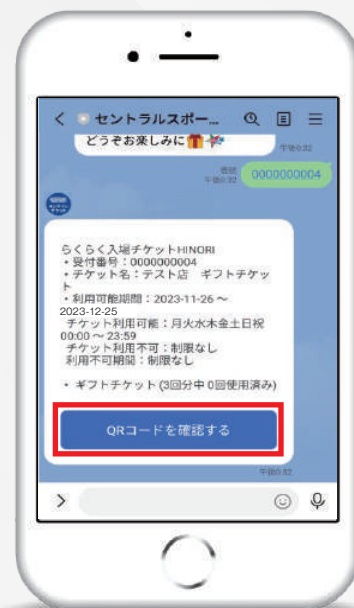 セントラルスポー...
どうぞお楽しみに
午後0:32
既読
午後0:32
0000000004
らくらく入場チケットHINORI
・受付番号：0000000004
・チケット名：テスト店　ギフトチケッ
ト
・利用可能期間：2023-11-26 〜
2023-12-25
チケット利用可能：月火水木金土日祝
00:00 〜 23:59
チケット利用不可：制限なし
利用不可期間：制限なし
・ ギフトチケット (3回分中 0回使用済み)
QRコードを確認する
午後0:32